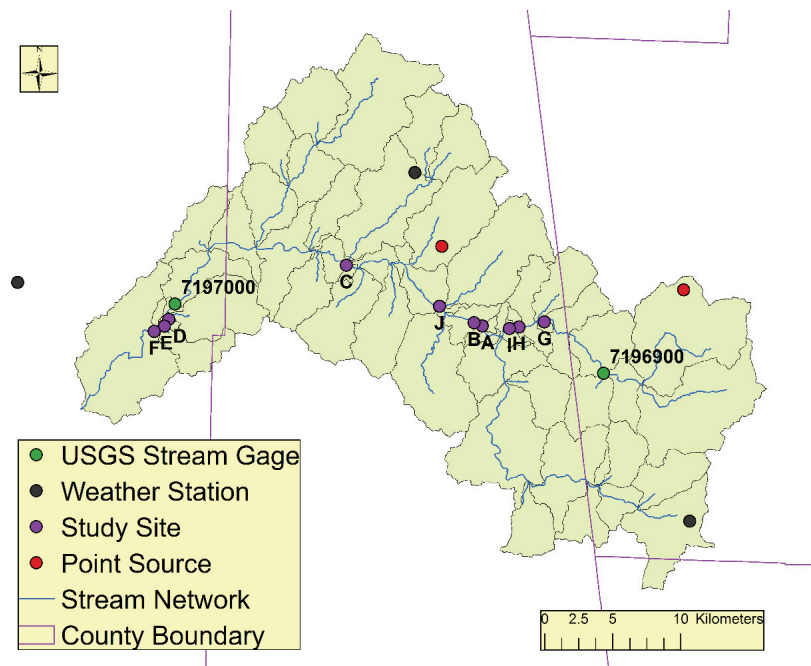 N
7197000
C
J
B
A
I
H
G
F
E
D
7196900
USGS Stream Gage
Weather Station
Study Site
Point Source
Stream Network
County Boundary
0 2.5 5 10 Kilometers